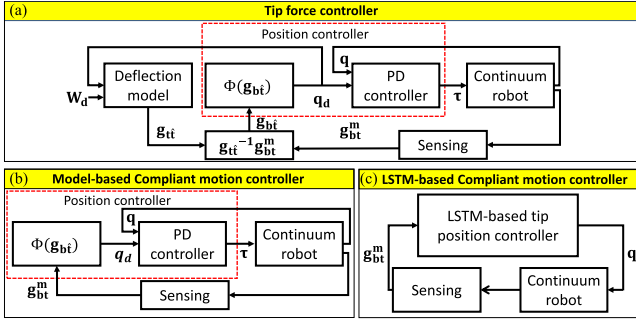 (a) Tip force controller
Position controller
q
Deflection model
W_d
Φ(g_bt̂)
q_d
PD controller
τ
Continuum robot
g_tt̂
g_bt̂
g_tt̂⁻¹g_bt^m
g_bt^m
Sensing
(b) Model-based Compliant motion controller
Position controller
q
Φ(g_bt̂)
q_d
PD controller
τ
Continuum robot
g_bt^m
Sensing
(c) LSTM-based Compliant motion controller
LSTM-based tip position controller
g_bt^m
q
Sensing
Continuum robot